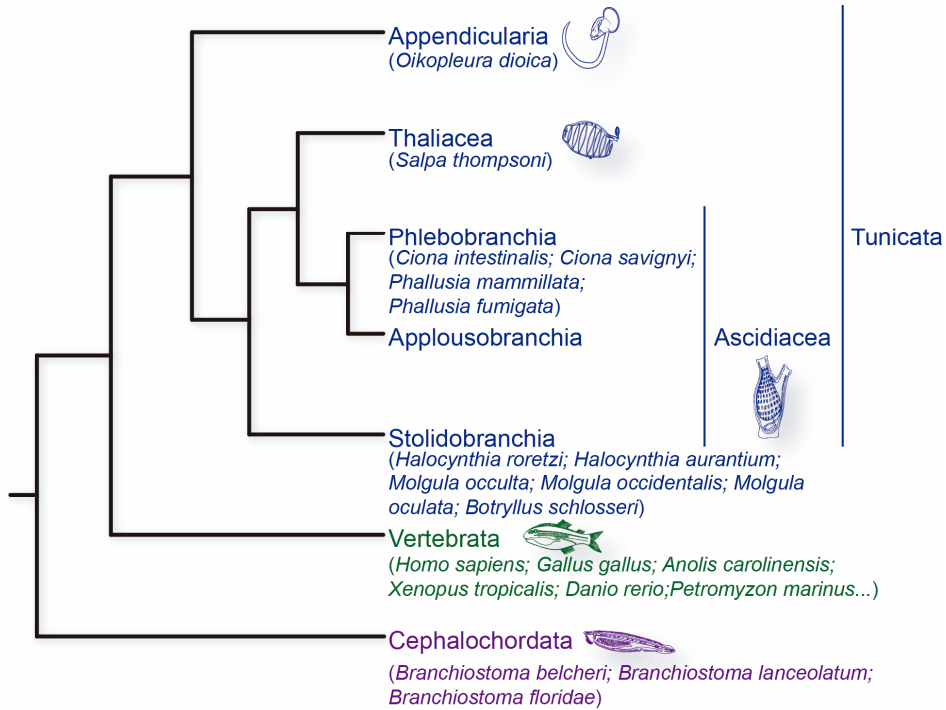 Appendicularia
(Oikopleura dioica)
Thaliacea
(Salpa thompsoni)
Phlebobranchia
(Ciona intestinalis; Ciona savignyi;
Phallusia mammillata;
Phallusia fumigata)
Tunicata
Applousobranchia
Ascidiacea
Stolidobranchia
(Halocynthia roretzi; Halocynthia aurantium;
Molgula occulta; Molgula occidentalis; Molgula
oculata; Botryllus schlosseri)
Vertebrata
(Homo sapiens; Gallus gallus; Anolis carolinensis;
Xenopus tropicalis; Danio rerio;Petromyzon marinus...)
Cephalochordata
(Branchiostoma belcheri; Branchiostoma lanceolatum;
Branchiostoma floridae)